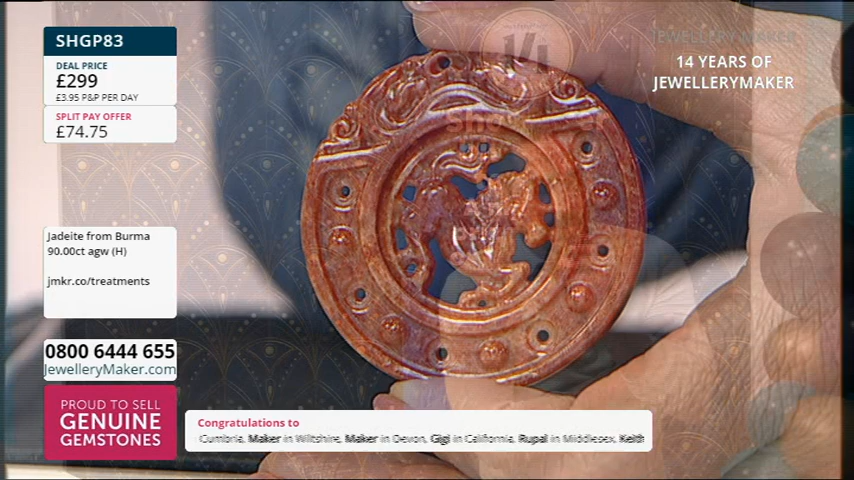 SHGP83
DEAL PRICE
£299
£3.95 P&P PER DAY
SPLIT PAY OFFER
£74.75
JEWELLERY MAKER
14 YEARS OF
JEWELLERYMAKER
Jadeite from Burma
90.00ct agw (H)
jmkr.co/treatments
0800 6444 655
JewelleryMaker.com
PROUD TO SELL
GENUINE
GEMSTONES
Congratulations to
Cumbria, Maker in Wiltshire, Maker in Devon, Gigi in California, Rupal in Middlesex, Keith